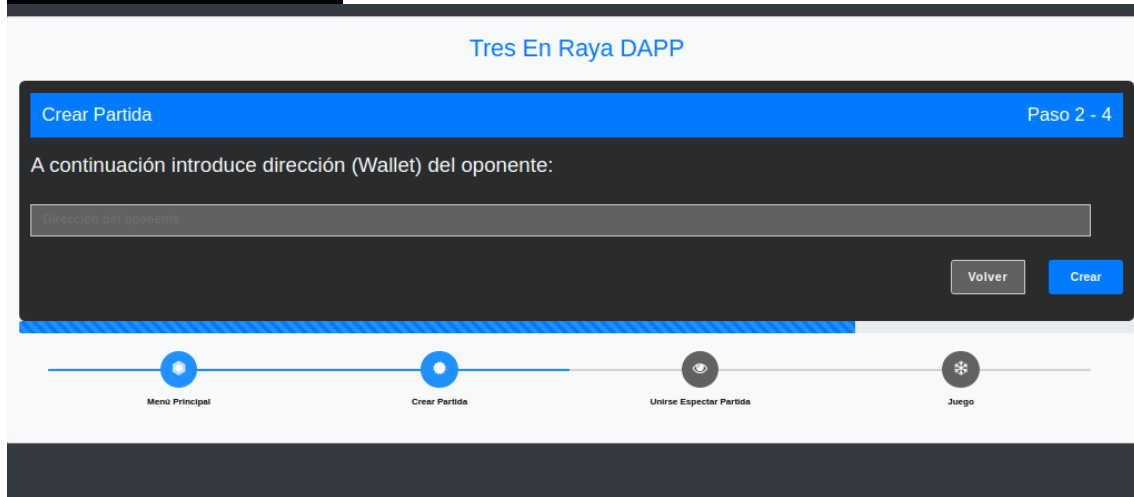 Tres En Raya DAPP
Crear Partida Paso 2 - 4
A continuación introduce dirección (Wallet) del oponente:
Dirección del oponente
Volver Crear
Menú Principal Crear Partida Unirse Espectar Partida Juego